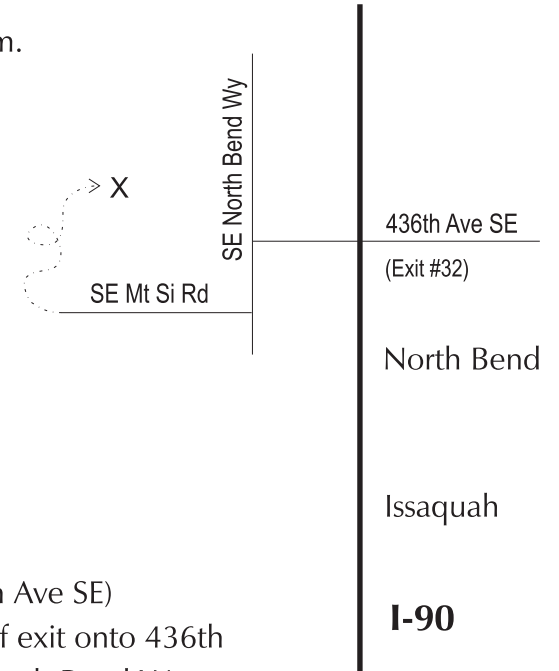 m.
SE North Bend Wy
X
436th Ave SE
(Exit #32)
SE Mt Si Rd
North Bend
Issaquah
Ave SE)
exit onto 436th
I-90